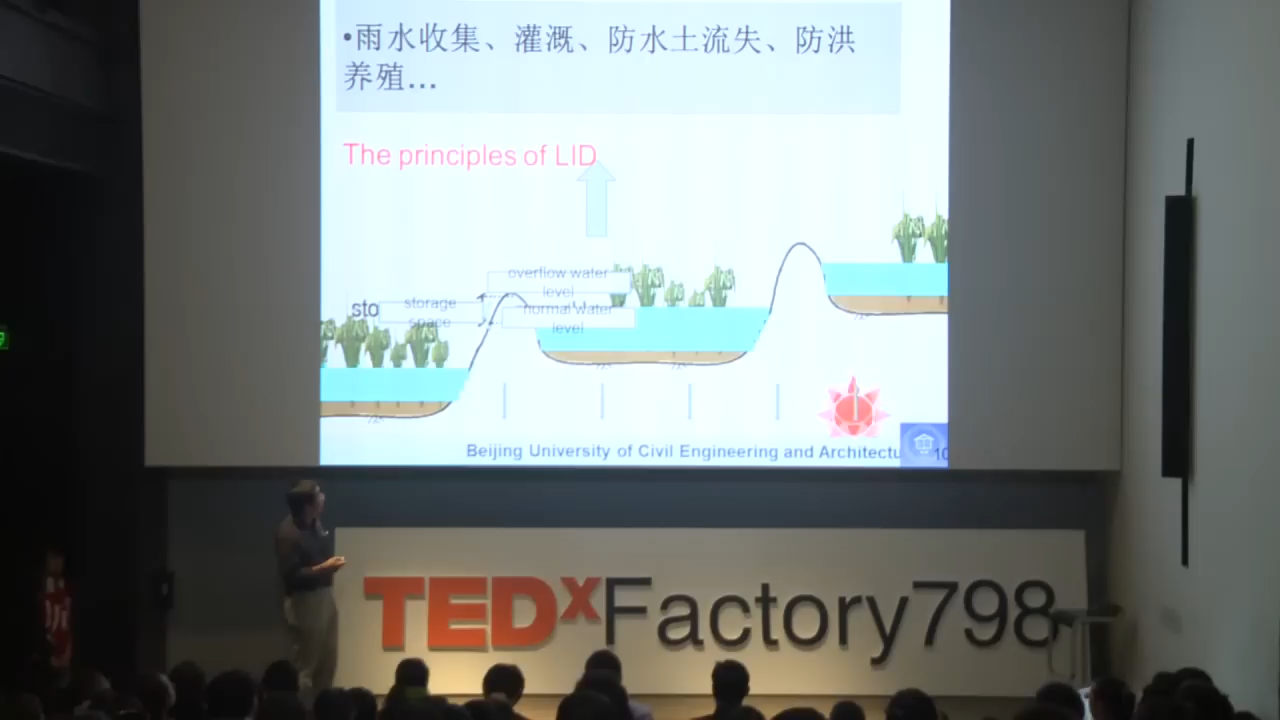 •雨水收集、灌溉、防水土流失、防洪
养殖...
The principles of LID
overflow water
level
sto
storage
space
normal water
level
Beijing University of Civil Engineering and Architectu
10
TEDxFactory798